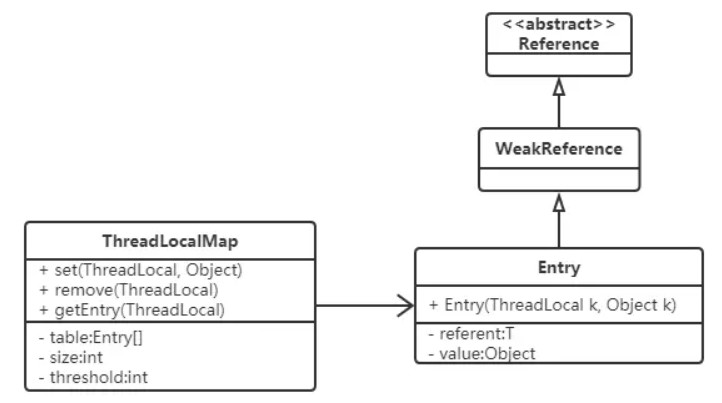 <<abstract>>
Reference
WeakReference
ThreadLocalMap
+ set(ThreadLocal, Object)
+ remove(ThreadLocal)
+ getEntry(ThreadLocal)
- table:Entry[]
- size:int
- threshold:int
Entry
+ Entry(ThreadLocal k, Object k)
- referent:T
- value:Object